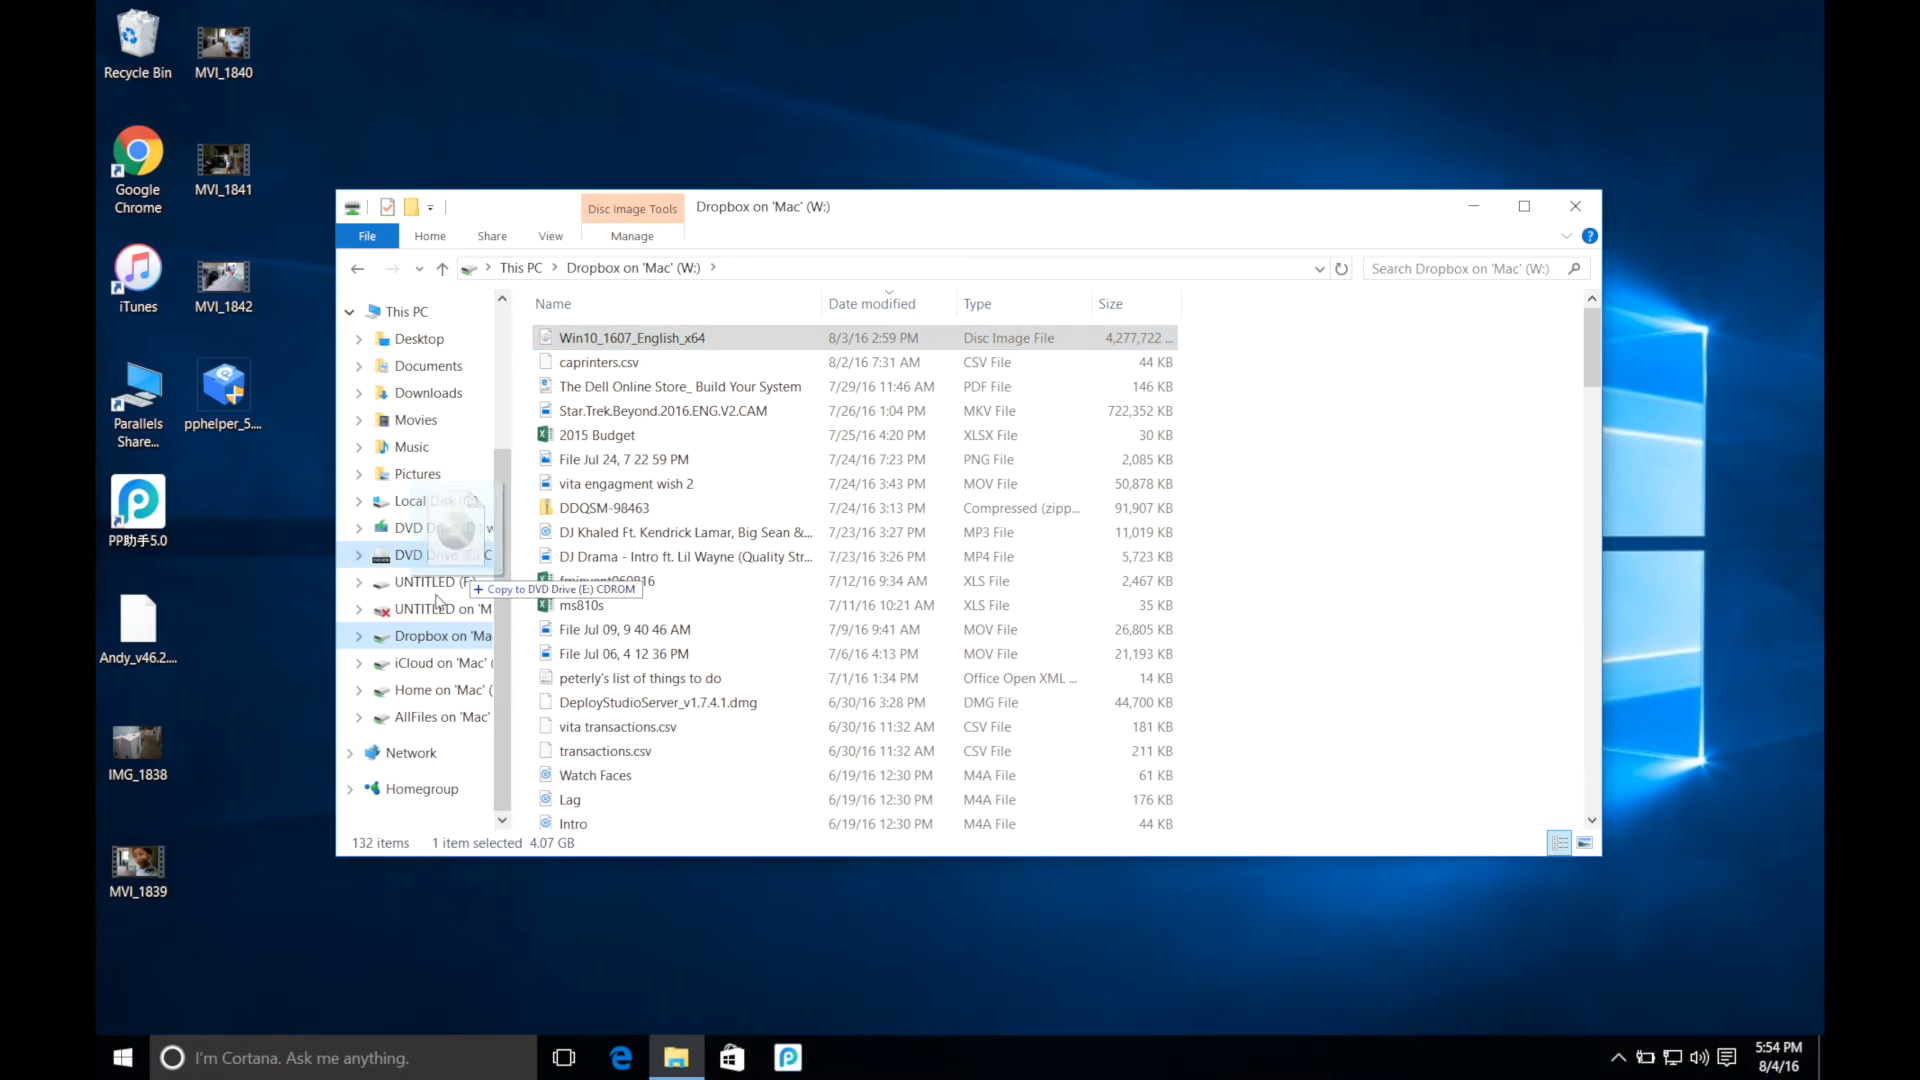 Recycle Bin
MVI_1840
Google
Chrome
MVI_1841
iTunes
MVI_1842
Parallels
Share...
pphelper_5....
PP助手5.0
Andy_v46.2....
IMG_1838
MVI_1839
Disc Image Tools
Dropbox on 'Mac' (W:)
File
Home
Share
View
Manage
This PC
Dropbox on 'Mac' (W:)
Search Dropbox on 'Mac' (W:)
This PC
Desktop
Documents
Downloads
Movies
Music
Pictures
Local Disk (C:)
DVD Drive (D:) w
DVD Drive (E:) C
UNTITLED (F:)
UNTITLED on 'M
Dropbox on 'Ma
iCloud on 'Mac' (
Home on 'Mac' (
AllFiles on 'Mac'
Network
Homegroup
Copy to DVD Drive (E:) CDROM
Name Date modified Type Size
Win10_1607_English_x64 8/3/16 2:59 PM Disc Image File 4,277,722 ...
caprinters.csv 8/2/16 7:31 AM CSV File 44 KB
The Dell Online Store_ Build Your System 7/29/16 11:46 AM PDF File 146 KB
Star.Trek.Beyond.2016.ENG.V2.CAM 7/26/16 1:04 PM MKV File 722,352 KB
2015 Budget 7/25/16 4:20 PM XLSX File 30 KB
File Jul 24, 7 22 59 PM 7/24/16 7:23 PM PNG File 2,085 KB
vita engagment wish 2 7/24/16 3:43 PM MOV File 50,878 KB
DDQSM-98463 7/24/16 3:13 PM Compressed (zipp... 91,907 KB
DJ Khaled Ft. Kendrick Lamar, Big Sean &... 7/23/16 3:27 PM MP3 File 11,019 KB
DJ Drama - Intro ft. Lil Wayne (Quality Str... 7/23/16 3:26 PM MP4 File 5,723 KB
7/12/16 9:34 AM XLS File 2,467 KB
ms810s 7/11/16 10:21 AM XLS File 35 KB
File Jul 09, 9 40 46 AM 7/9/16 9:41 AM MOV File 26,805 KB
File Jul 06, 4 12 36 PM 7/6/16 4:13 PM MOV File 21,193 KB
peterly's list of things to do 7/1/16 1:34 PM Office Open XML ... 14 KB
DeployStudioServer_v1.7.4.1.dmg 6/30/16 3:28 PM DMG File 44,700 KB
vita transactions.csv 6/30/16 11:32 AM CSV File 181 KB
transactions.csv 6/30/16 11:32 AM CSV File 211 KB
Watch Faces 6/19/16 12:30 PM M4A File 61 KB
Lag 6/19/16 12:30 PM M4A File 176 KB
Intro 6/19/16 12:30 PM M4A File 44 KB
132 items 1 item selected 4.07 GB
I'm Cortana. Ask me anything.
5:54 PM
8/4/16